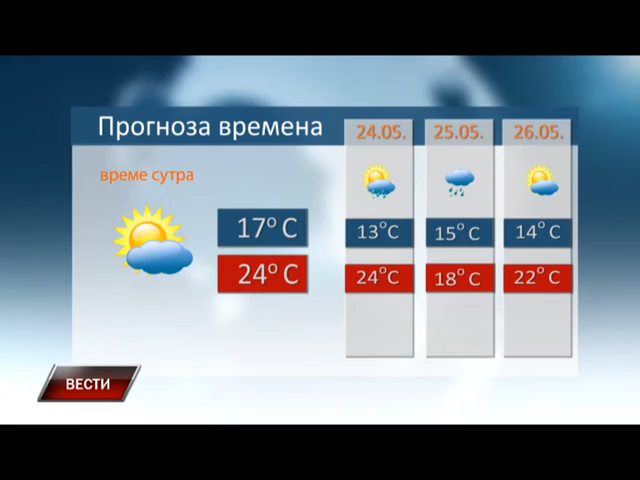 Прогноза времена
време сутра
17° C
24° C
24.05.
13°C
24°C
25.05.
15°C
18°C
26.05.
14°C
22°C
ВЕСТИ